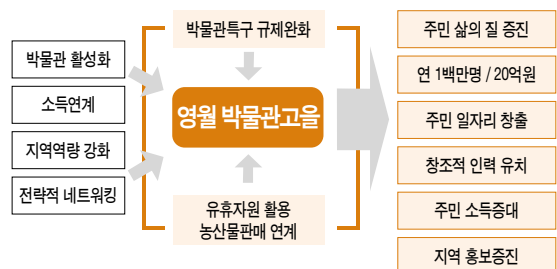 박물관 활성화
소득연계
지역역량 강화
전략적 네트워킹
박물관특구 규제완화
영월 박물관고을
유휴자원 활용
농산물판매 연계
주민 삶의 질 증진
연 1백만명 / 20억원
주민 일자리 창출
창조적 인력 유치
주민 소득증대
지역 홍보증진